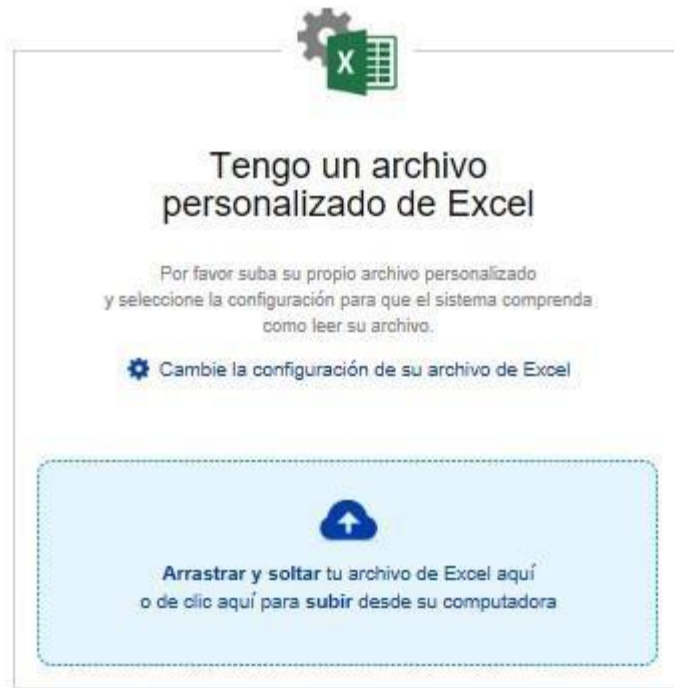 X
Tengo un archivo
personalizado de Excel
Por favor suba su propio archivo personalizado
y seleccione la configuración para que el sistema comprenda
como leer su archivo.
Cambie la configuración de su archivo de Excel
Arrastrar y soltar tu archivo de Excel aquí
o de clic aquí para subir desde su computadora